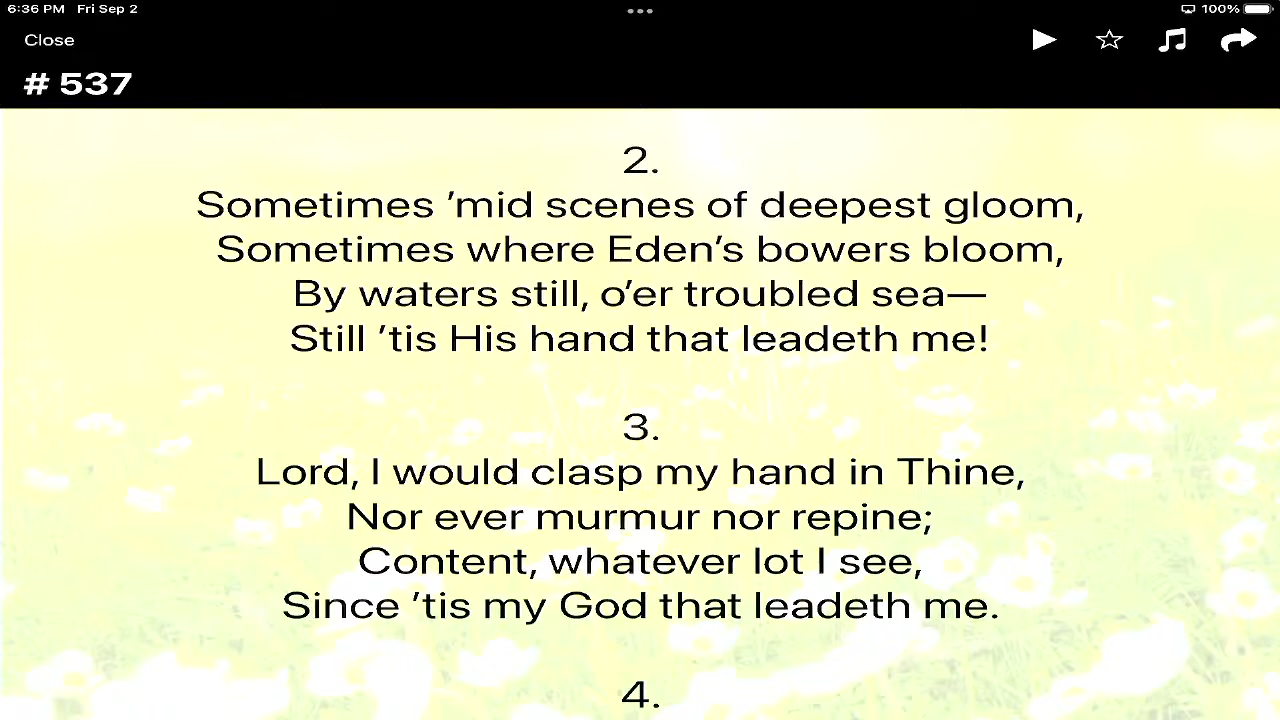 6:36 PM Fri Sep 2
100%
Close
# 537
2.
Sometimes ’mid scenes of deepest gloom,
Sometimes where Eden’s bowers bloom,
By waters still, o’er troubled sea—
Still ’tis His hand that leadeth me!
3.
Lord, I would clasp my hand in Thine,
Nor ever murmur nor repine;
Content, whatever lot I see,
Since ’tis my God that leadeth me.
4.